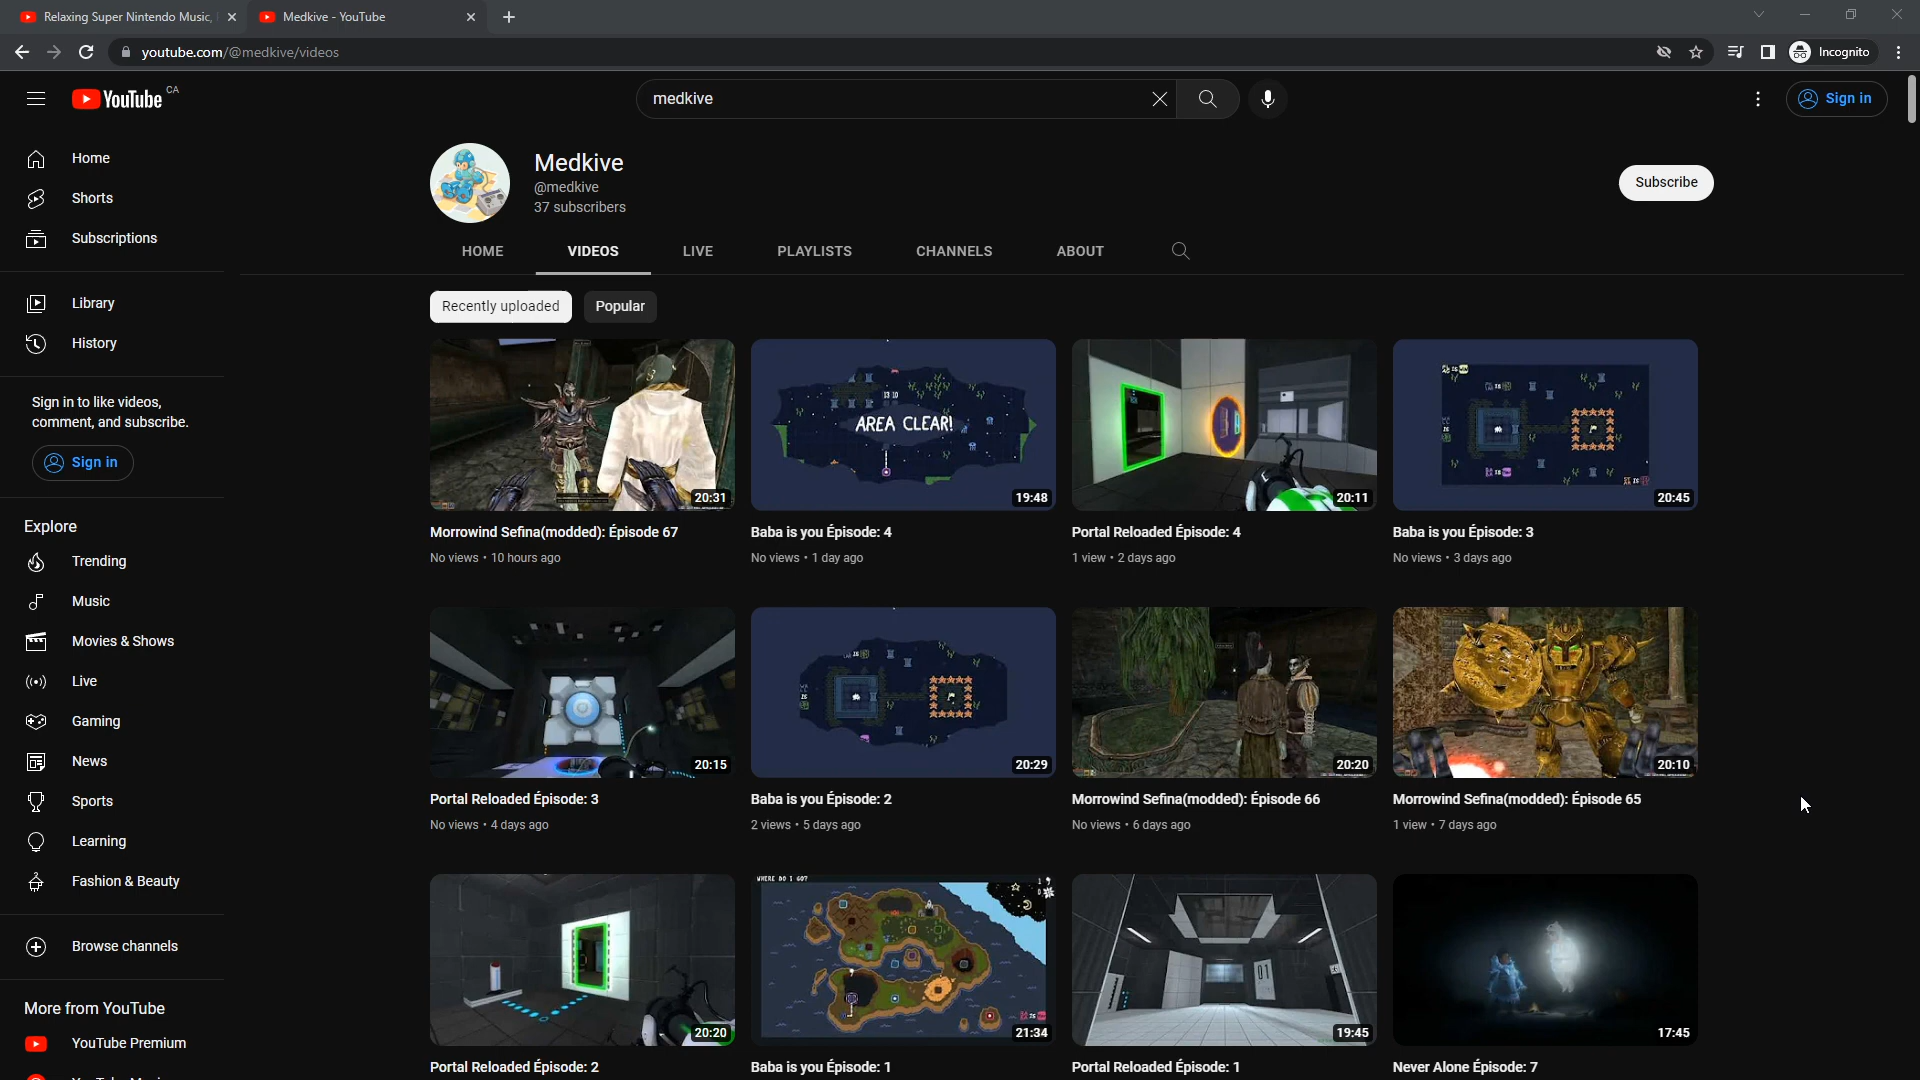 Relaxing Super Nintendo Music,
Medkive - YouTube
youtube.com/@medkive/videos
Incognito
YouTube CA
medkive
Sign in
Home
Shorts
Subscriptions
Library
History
Sign in to like videos,
comment, and subscribe.
Sign in
Explore
Trending
Music
Movies & Shows
Live
Gaming
News
Sports
Learning
Fashion & Beauty
Browse channels
More from YouTube
YouTube Premium
Medkive
@medkive
37 subscribers
Subscribe
HOME VIDEOS LIVE PLAYLISTS CHANNELS ABOUT
Recently uploaded Popular
20:31
AREA CLEAR!
19:48
20:11
20:45
Morrowind Sefina(modded): Épisode 67
No views • 10 hours ago
Baba is you Épisode: 4
No views • 1 day ago
Portal Reloaded Épisode: 4
1 view • 2 days ago
Baba is you Épisode: 3
No views • 3 days ago
20:15
20:29
20:20
20:10
Portal Reloaded Épisode: 3
No views • 4 days ago
Baba is you Épisode: 2
2 views • 5 days ago
Morrowind Sefina(modded): Épisode 66
No views • 6 days ago
Morrowind Sefina(modded): Épisode 65
1 view • 7 days ago
20:20
WHERE DO I GO?
21:34
01
19:45
17:45
Portal Reloaded Épisode: 2
Baba is you Épisode: 1
Portal Reloaded Épisode: 1
Never Alone Épisode: 7